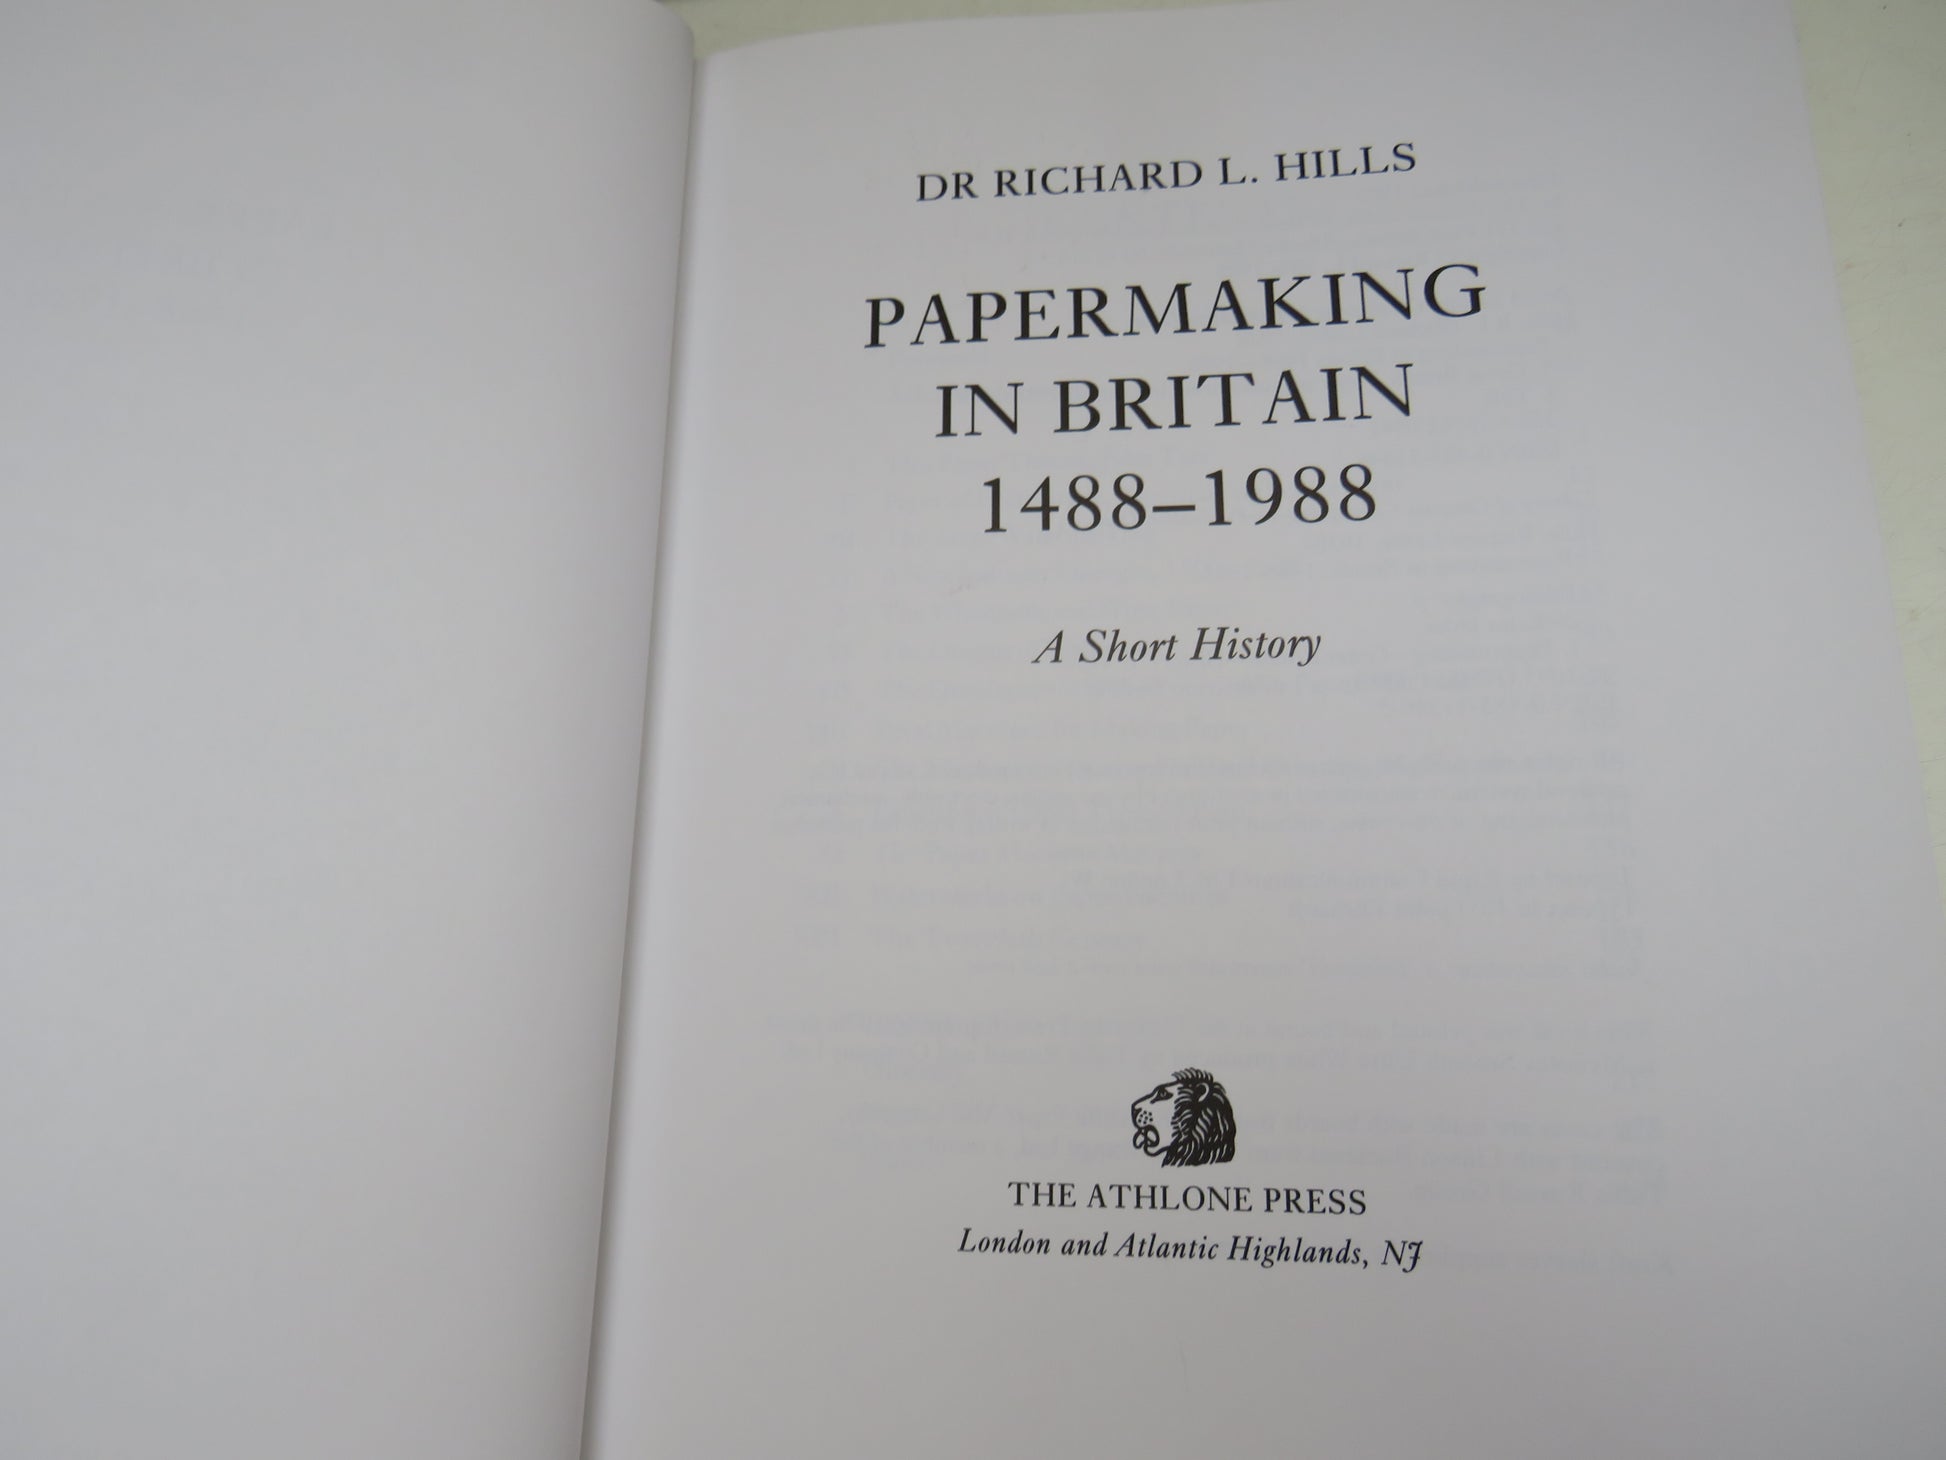 DR RICHARD L. HILLS
PAPERMAKING
IN BRITAIN
1488–1988
A Short History
THE ATHLONE PRESS
London and Atlantic Highlands, NJ